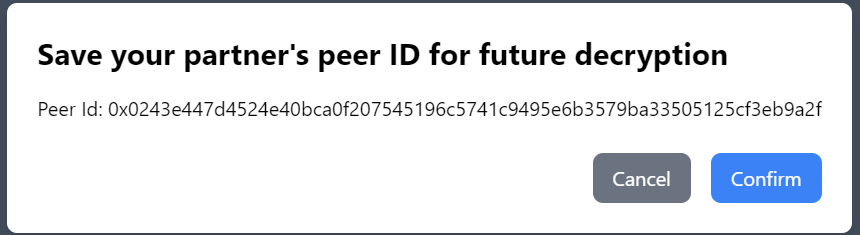 Save your partner's peer ID for future decryption
Peer Id: 0x0243e447d4524e40bca0f207545196c5741c9495e6b3579ba33505125cf3eb9a2f
Cancel
Confirm